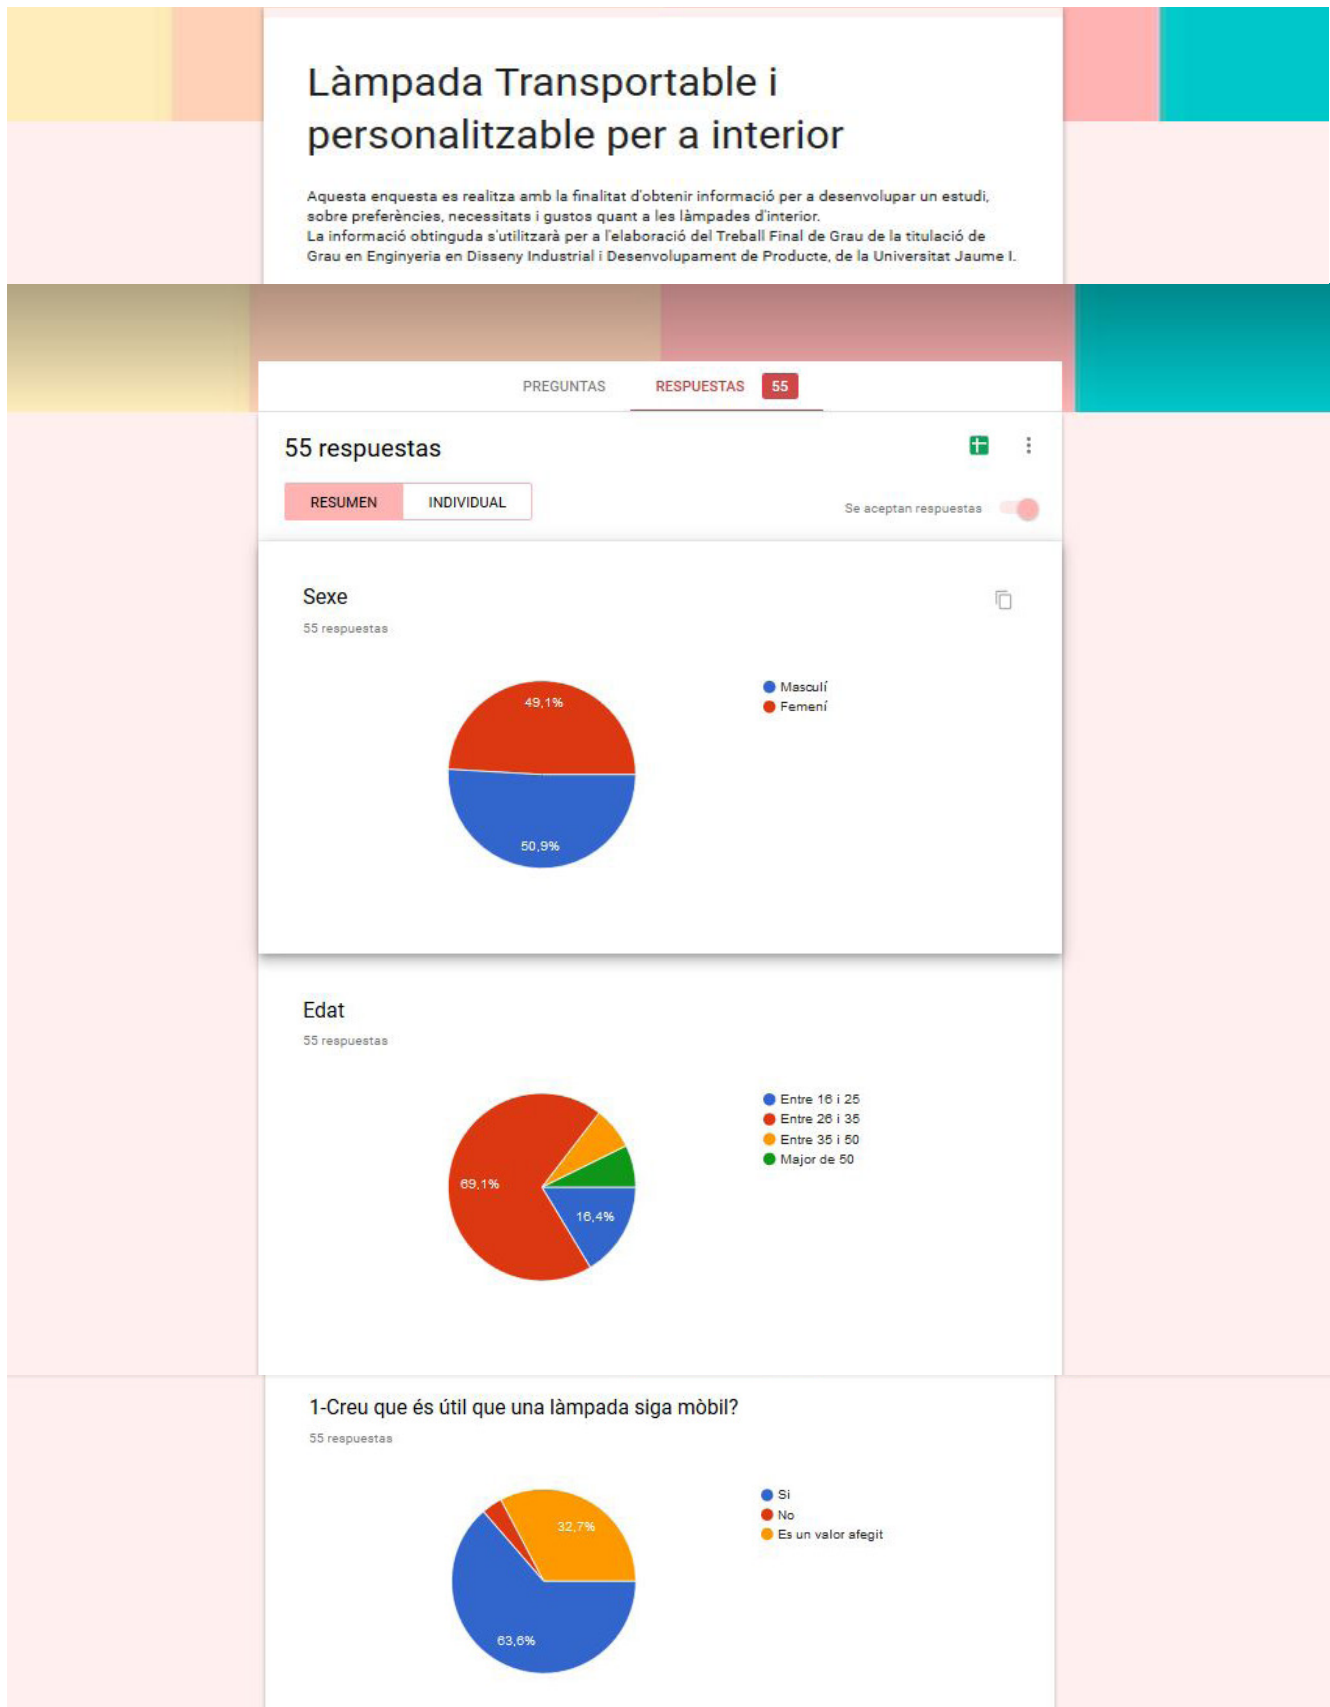 Làmpada Transportable i
personalitzable per a interior
Aquesta enquesta es realitza amb la finalitat d'obtenir informació per a desenvolupar un estudi,
sobre preferències, necessitats i gustos quant a les làmpades d'interior.
La informació obtinguda s'utilitzarà per a l'elaboració del Treball Final de Grau de la titulació de
Grau en Enginyeria en Disseny Industrial i Desenvolupament de Producte, de la Universitat Jaume I.
PREGUNTAS RESPUESTAS 55
55 respuestas
RESUMEN INDIVIDUAL
Se aceptan respuestas
Sexe
55 respuestas
49,1%
50,9%
Masculí
Femení
Edat
55 respuestas
69,1%
16,4%
Entre 16 i 25
Entre 26 i 35
Entre 35 i 50
Major de 50
1-Creu que és útil que una làmpada siga mòbil?
55 respuestas
32,7%
63,6%
Si
No
Es un valor afegit